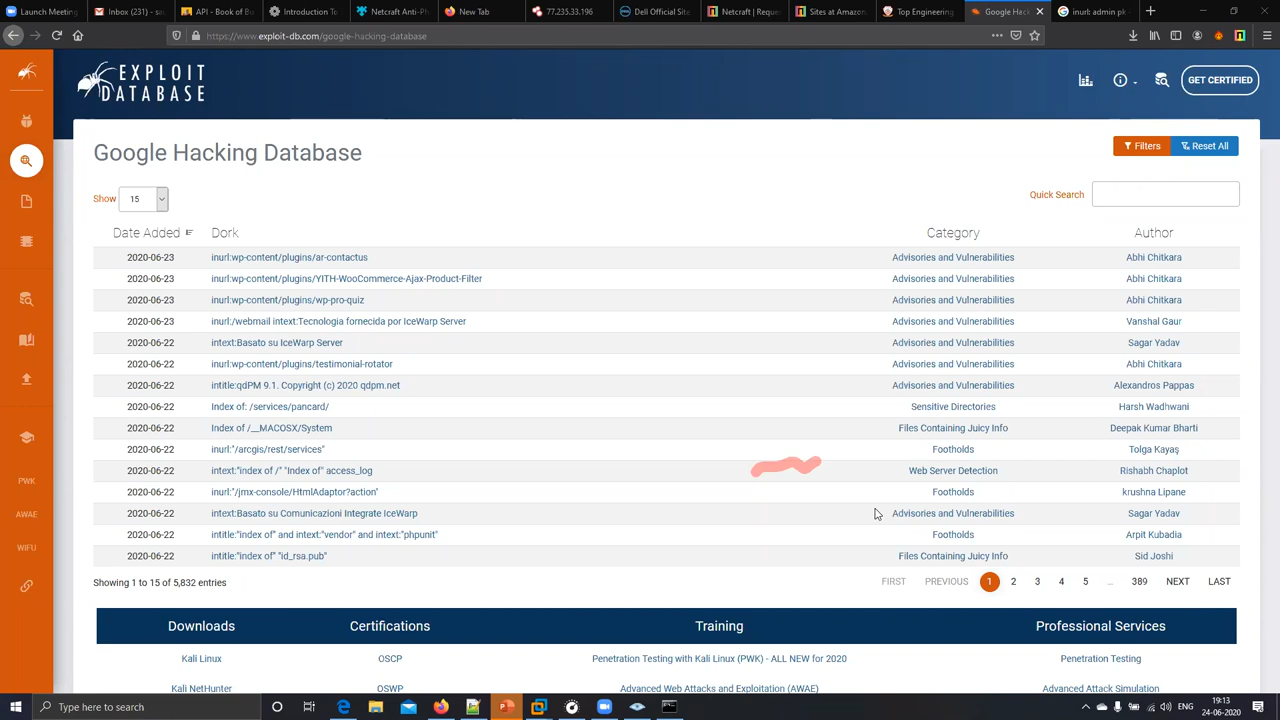 Launch Meeting
Inbox (231) - sa
API - Book of Bu
Introduction To
Netcraft Anti-Ph
New Tab
77.235.33.196
Dell Official Site
Netcraft | Reque
Sites at Amazon
Top Engineering
Google Hack
inurl: admin pk
https://www.exploit-db.com/google-hacking-database
EXPLOIT
DATABASE
GET CERTIFIED
Google Hacking Database
Filters
Reset All
Show 15
Quick Search
Date Added Dork Category Author
2020-06-23 inurl:wp-content/plugins/ar-contactus Advisories and Vulnerabilities Abhi Chitkara
2020-06-23 inurl:wp-content/plugins/YITH-WooCommerce-Ajax-Product-Filter Advisories and Vulnerabilities Abhi Chitkara
2020-06-23 inurl:wp-content/plugins/wp-pro-quiz Advisories and Vulnerabilities Abhi Chitkara
2020-06-23 inurl:/webmail intext:Tecnologia fornecida por IceWarp Server Advisories and Vulnerabilities Vanshal Gaur
2020-06-22 intext:Basato su IceWarp Server Advisories and Vulnerabilities Sagar Yadav
2020-06-22 inurl:wp-content/plugins/testimonial-rotator Advisories and Vulnerabilities Abhi Chitkara
2020-06-22 intitle:qdPM 9.1. Copyright (c) 2020 qdpm.net Advisories and Vulnerabilities Alexandros Pappas
2020-06-22 Index of: /services/pancard/ Sensitive Directories Harsh Wadhwani
2020-06-22 Index of /__MACOSX/System Files Containing Juicy Info Deepak Kumar Bharti
2020-06-22 inurl:"/arcgis/rest/services" Footholds Tolga Kayaş
2020-06-22 intext:"index of /" "Index of" access_log Web Server Detection Rishabh Chaplot
2020-06-22 inurl:"/jmx-console/HtmlAdaptor?action" Footholds krushna Lipane
2020-06-22 intext:Basato su Comunicazioni Integrate IceWarp Advisories and Vulnerabilities Sagar Yadav
2020-06-22 intitle:"index of" and intext:"vendor" and intext:"phpunit" Footholds Arpit Kubadia
2020-06-22 intitle:"index of" "id_rsa.pub" Files Containing Juicy Info Sid Joshi
Showing 1 to 15 of 5,832 entries
FIRST PREVIOUS 1 2 3 4 5 ... 389 NEXT LAST
PWK
AWAE
WIFU
Downloads Certifications Training Professional Services
Kali Linux OSCP Penetration Testing with Kali Linux (PWK) - ALL NEW for 2020 Penetration Testing
Kali NetHunter OSWP Advanced Web Attacks and Exploitation (AWAE) Advanced Attack Simulation
Type here to search
ENG
19:13
24-06-2020